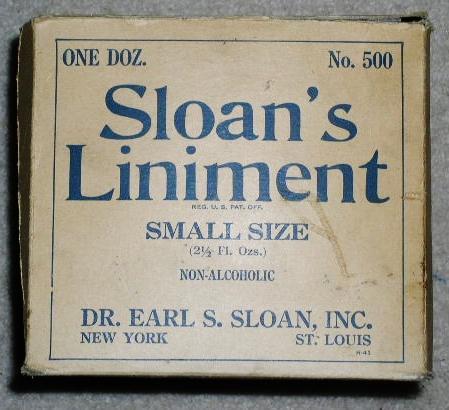 ONE DOZ. No. 500
Sloan's
Liniment
REG. U. S. PAT. OFF.
SMALL SIZE
(2½ Fl. Ozs.)
NON-ALCOHOLIC
DR. EARL S. SLOAN, INC.
NEW YORK ST. LOUIS